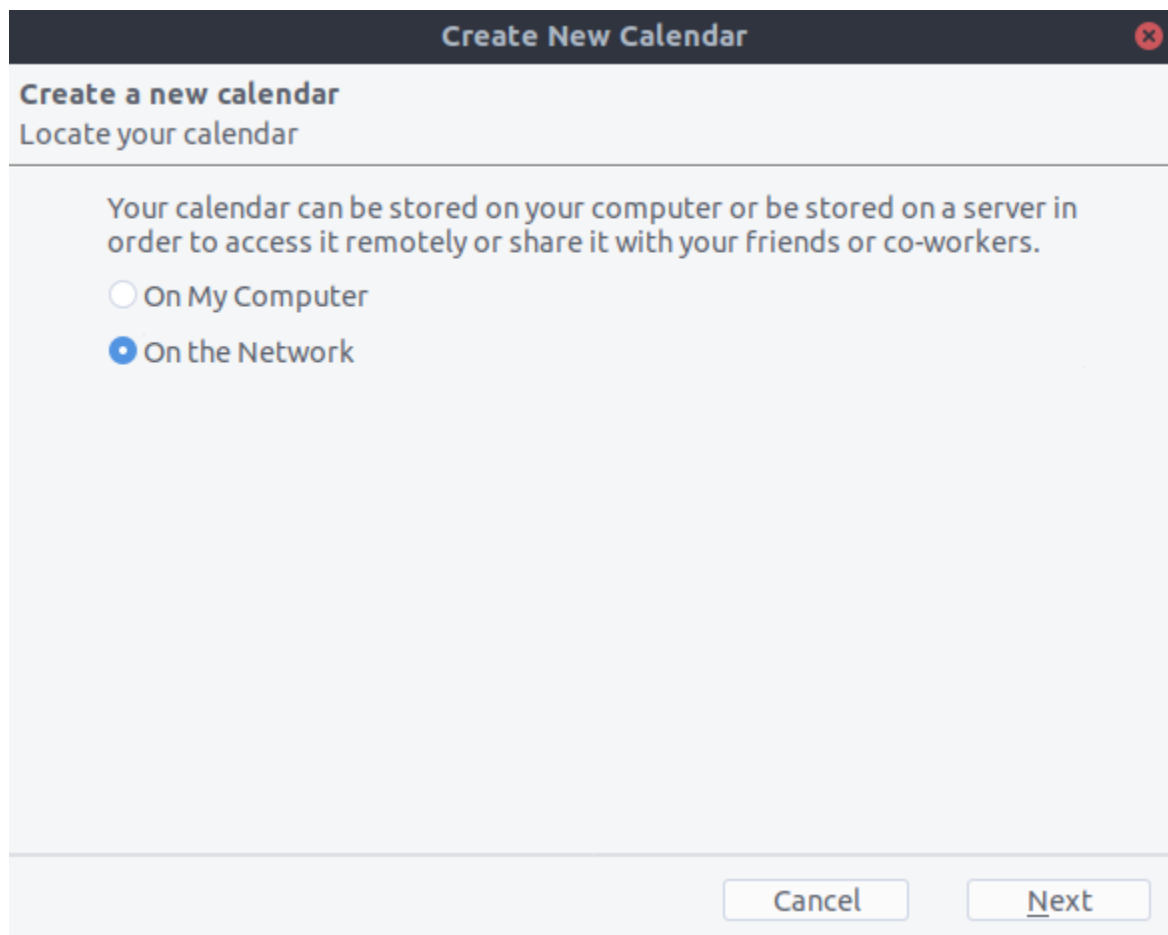 Create New Calendar
Create a new calendar
Locate your calendar
Your calendar can be stored on your computer or be stored on a server in
order to access it remotely or share it with your friends or co-workers.
On My Computer
On the Network
Cancel
Next